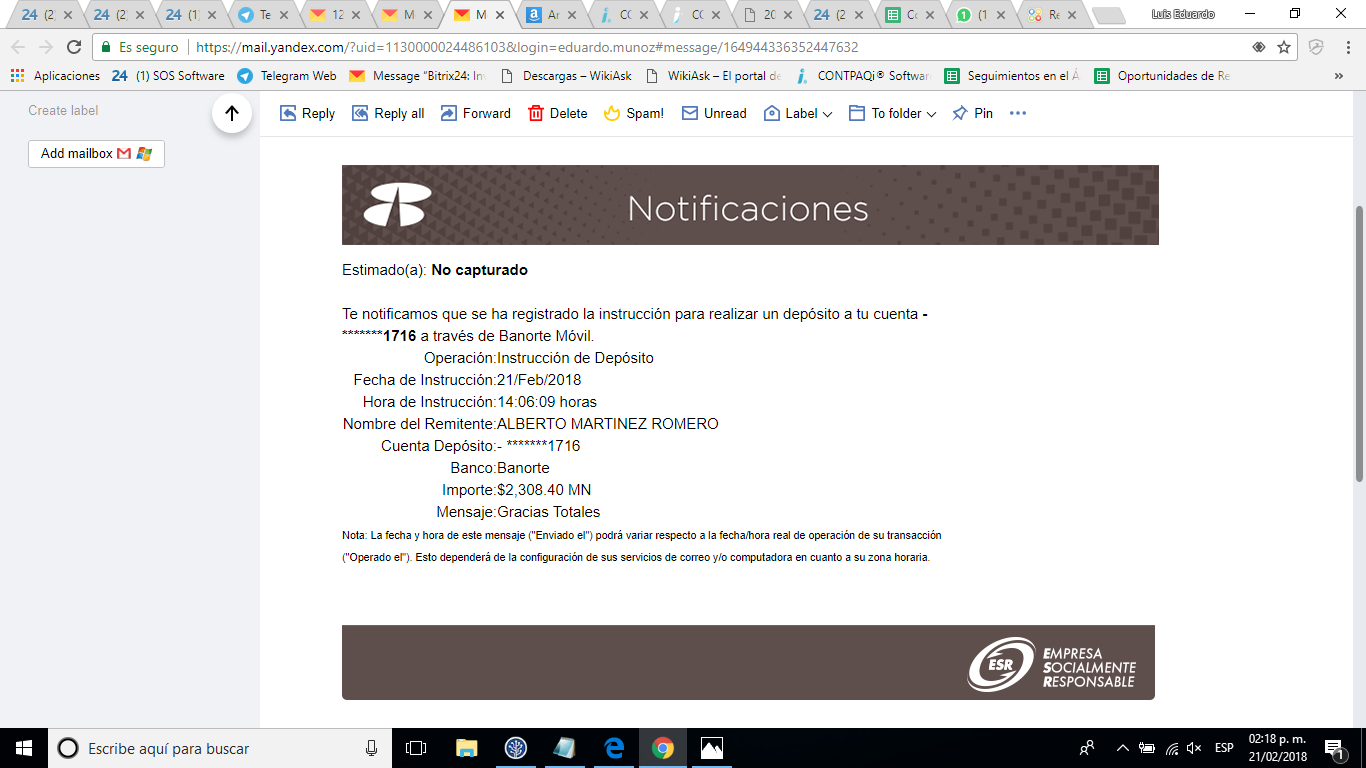 24 (2
24 (2)
24 (1)
Te
12
M
M
Ar
CO
CO
20
24 (2
Co
1 (1
Re
Luis Eduardo
Es seguro | https://mail.yandex.com/?uid=1130000024486103&login=eduardo.munoz#message/164944336352447632
Aplicaciones 24 (1) SOS Software Telegram Web Message "Bitrix24: In Descargas – WikiAsk WikiAsk – El portal de CONTPAQi® Softwar Seguimientos en el Á Oportunidades de Re »
Create label
Add mailbox
Reply Reply all Forward Delete Spam! Unread Label To folder Pin
Notificaciones
Estimado(a): No capturado
Te notificamos que se ha registrado la instrucción para realizar un depósito a tu cuenta -
*******1716 a través de Banorte Móvil.
Operación:Instrucción de Depósito
Fecha de Instrucción:21/Feb/2018
Hora de Instrucción:14:06:09 horas
Nombre del Remitente:ALBERTO MARTINEZ ROMERO
Cuenta Depósito:- *******1716
Banco:Banorte
Importe:$2,308.40 MN
Mensaje:Gracias Totales
Nota: La fecha y hora de este mensaje ("Enviado el") podrá variar respecto a la fecha/hora real de operación de su transacción
("Operado el"). Esto dependerá de la configuración de sus servicios de correo y/o computadora en cuanto a su zona horaria.
ESR
EMPRESA
SOCIALMENTE
RESPONSABLE
Escribe aquí para buscar
ESP
02:18 p. m.
21/02/2018
1